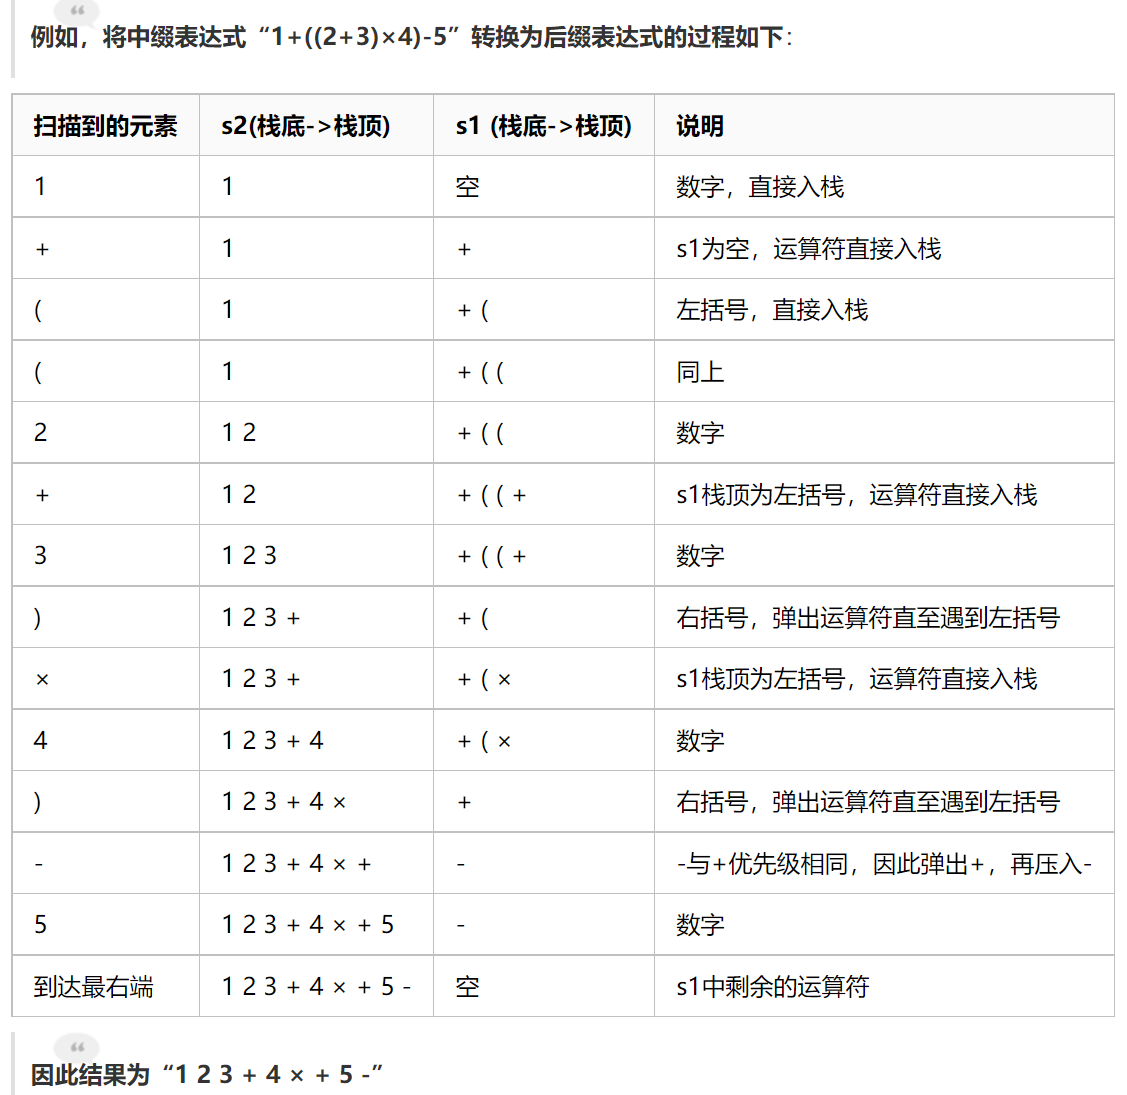 例如，将中缀表达式“1+((2+3)×4)-5”转换为后缀表达式的过程如下：
扫描到的元素 s2(栈底->栈顶) s1 (栈底->栈顶) 说明
1 1 空 数字，直接入栈
+ 1 + s1为空，运算符直接入栈
( 1 + ( 左括号，直接入栈
( 1 + ( ( 同上
2 1 2 + ( ( 数字
+ 1 2 + ( ( + s1栈顶为左括号，运算符直接入栈
3 1 2 3 + ( ( + 数字
) 1 2 3 + + ( 右括号，弹出运算符直至遇到左括号
× 1 2 3 + + ( × s1栈顶为左括号，运算符直接入栈
4 1 2 3 + 4 + ( × 数字
) 1 2 3 + 4 × + 右括号，弹出运算符直至遇到左括号
- 1 2 3 + 4 × + - -与+优先级相同，因此弹出+，再压入-
5 1 2 3 + 4 × + 5 - 数字
到达最右端 1 2 3 + 4 × + 5 - 空 s1中剩余的运算符
因此结果为“1 2 3 + 4 × + 5 -”